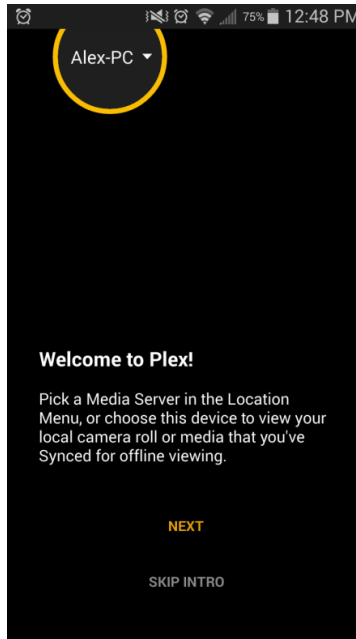 75% 12:48 PM
Alex-PC
Welcome to Plex!
Pick a Media Server in the Location
Menu, or choose this device to view your
local camera roll or media that you've
Synced for offline viewing.
NEXT
SKIP INTRO